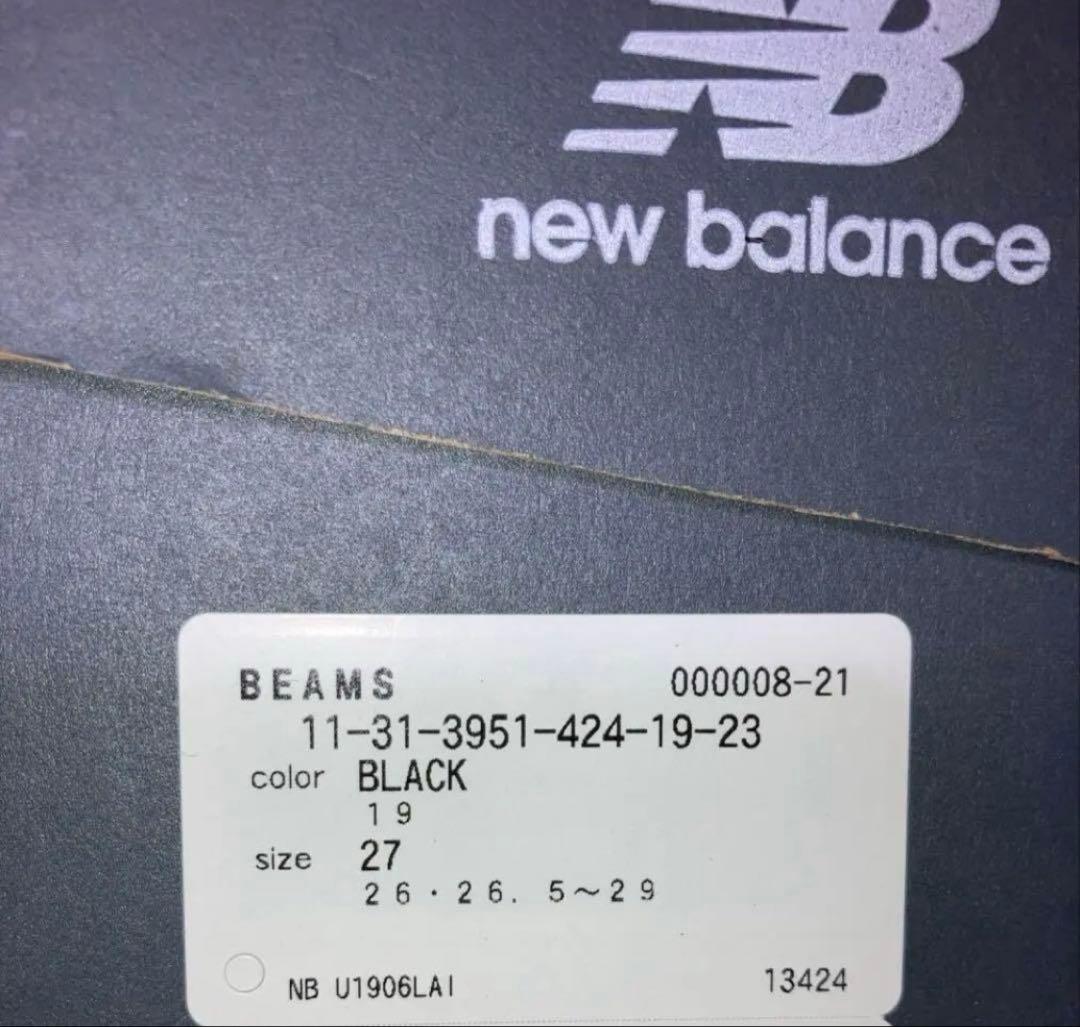 NB
new balance
BEAMS 000008-21
11-31-3951-424-19-23
color BLACK
19
size 27
26・26.5～29
NB U1906LAI 13424